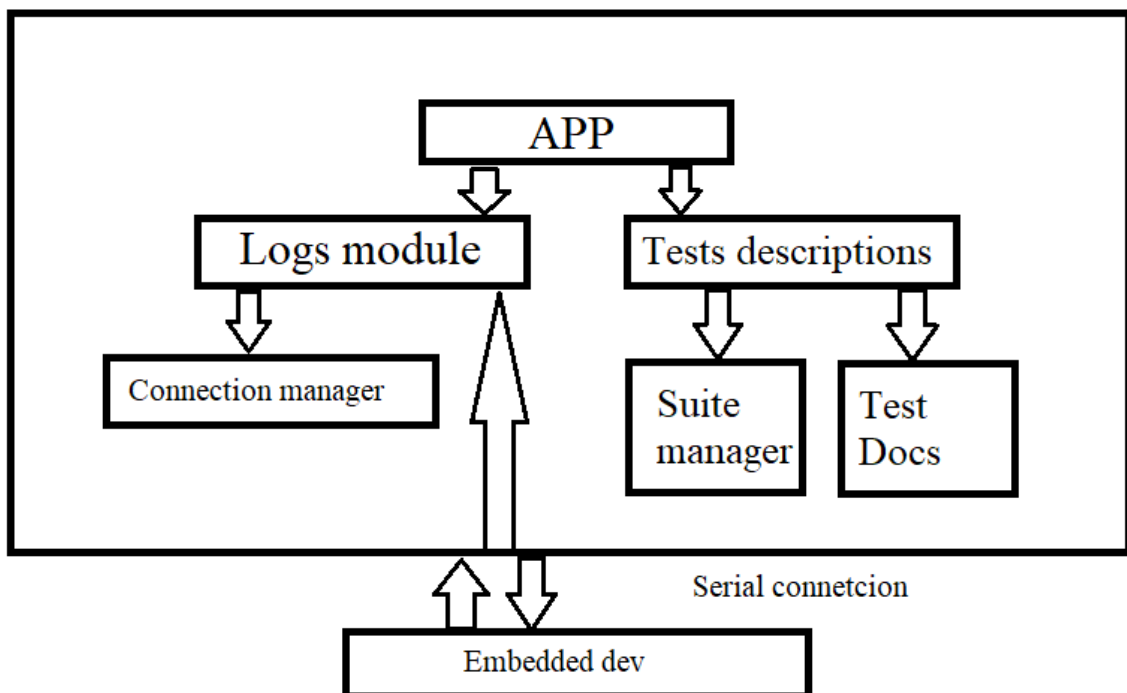 APP
Logs module
Tests descriptions
Connection manager
Suite
manager
Test
Docs
Serial connetcion
Embedded dev